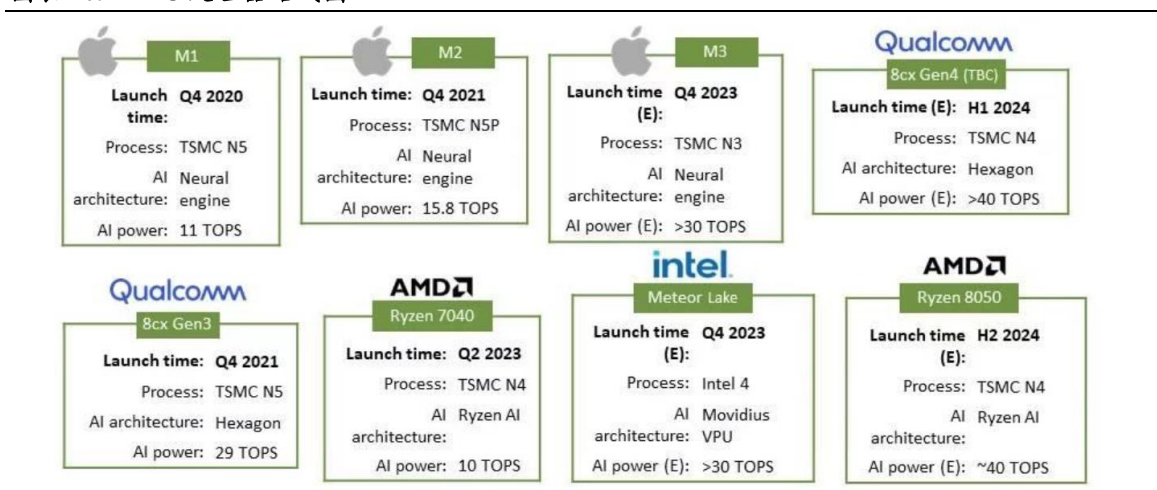 M1
Launch time: Q4 2020
Process: TSMC N5
AI architecture: Neural engine
AI power: 11 TOPS
M2
Launch time: Q4 2021
Process: TSMC N5P
AI architecture: Neural engine
AI power: 15.8 TOPS
M3
Launch time (E): Q4 2023
Process: TSMC N3
AI architecture: Neural engine
AI power (E): >30 TOPS
Qualcomm
8cx Gen4 (TBC)
Launch time (E): H1 2024
Process: TSMC N4
AI architecture: Hexagon
AI power (E): >40 TOPS
Qualcomm
8cx Gen3
Launch time: Q4 2021
Process: TSMC N5
AI architecture: Hexagon
AI power: 29 TOPS
AMD
Ryzen 7040
Launch time: Q2 2023
Process: TSMC N4
AI architecture: Ryzen AI
AI power: 10 TOPS
intel.
Meteor Lake
Launch time (E): Q4 2023
Process: Intel 4
AI architecture: Movidius VPU
AI power (E): >30 TOPS
AMD
Ryzen 8050
Launch time (E): H2 2024
Process: TSMC N4
AI architecture: Ryzen AI
AI power (E): ~40 TOPS